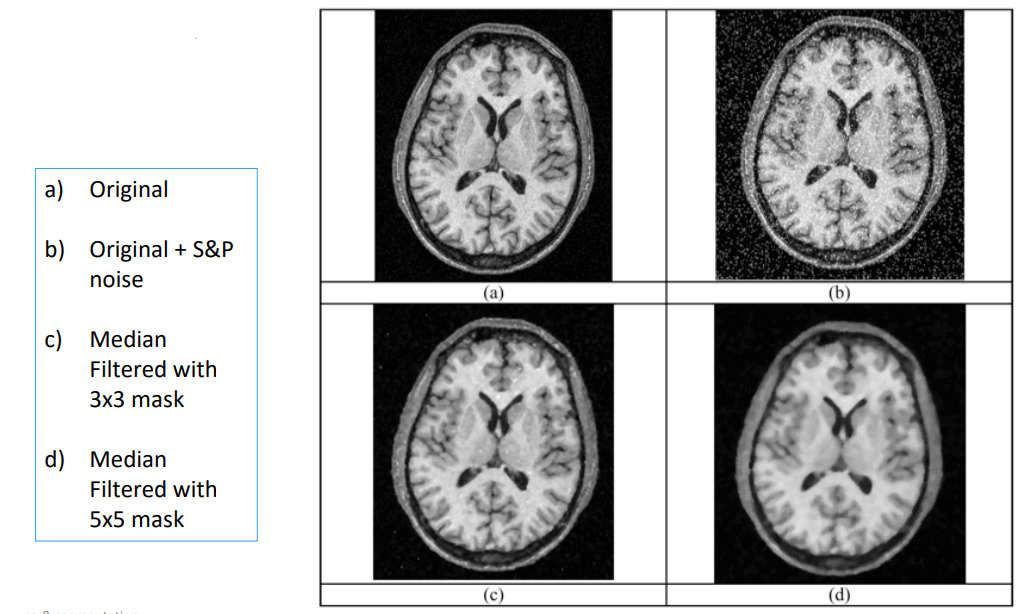 a) Original
b) Original + S&P
noise
c) Median
Filtered with
3x3 mask
d) Median
Filtered with
5x5 mask
(a)
(b)
(c)
(d)